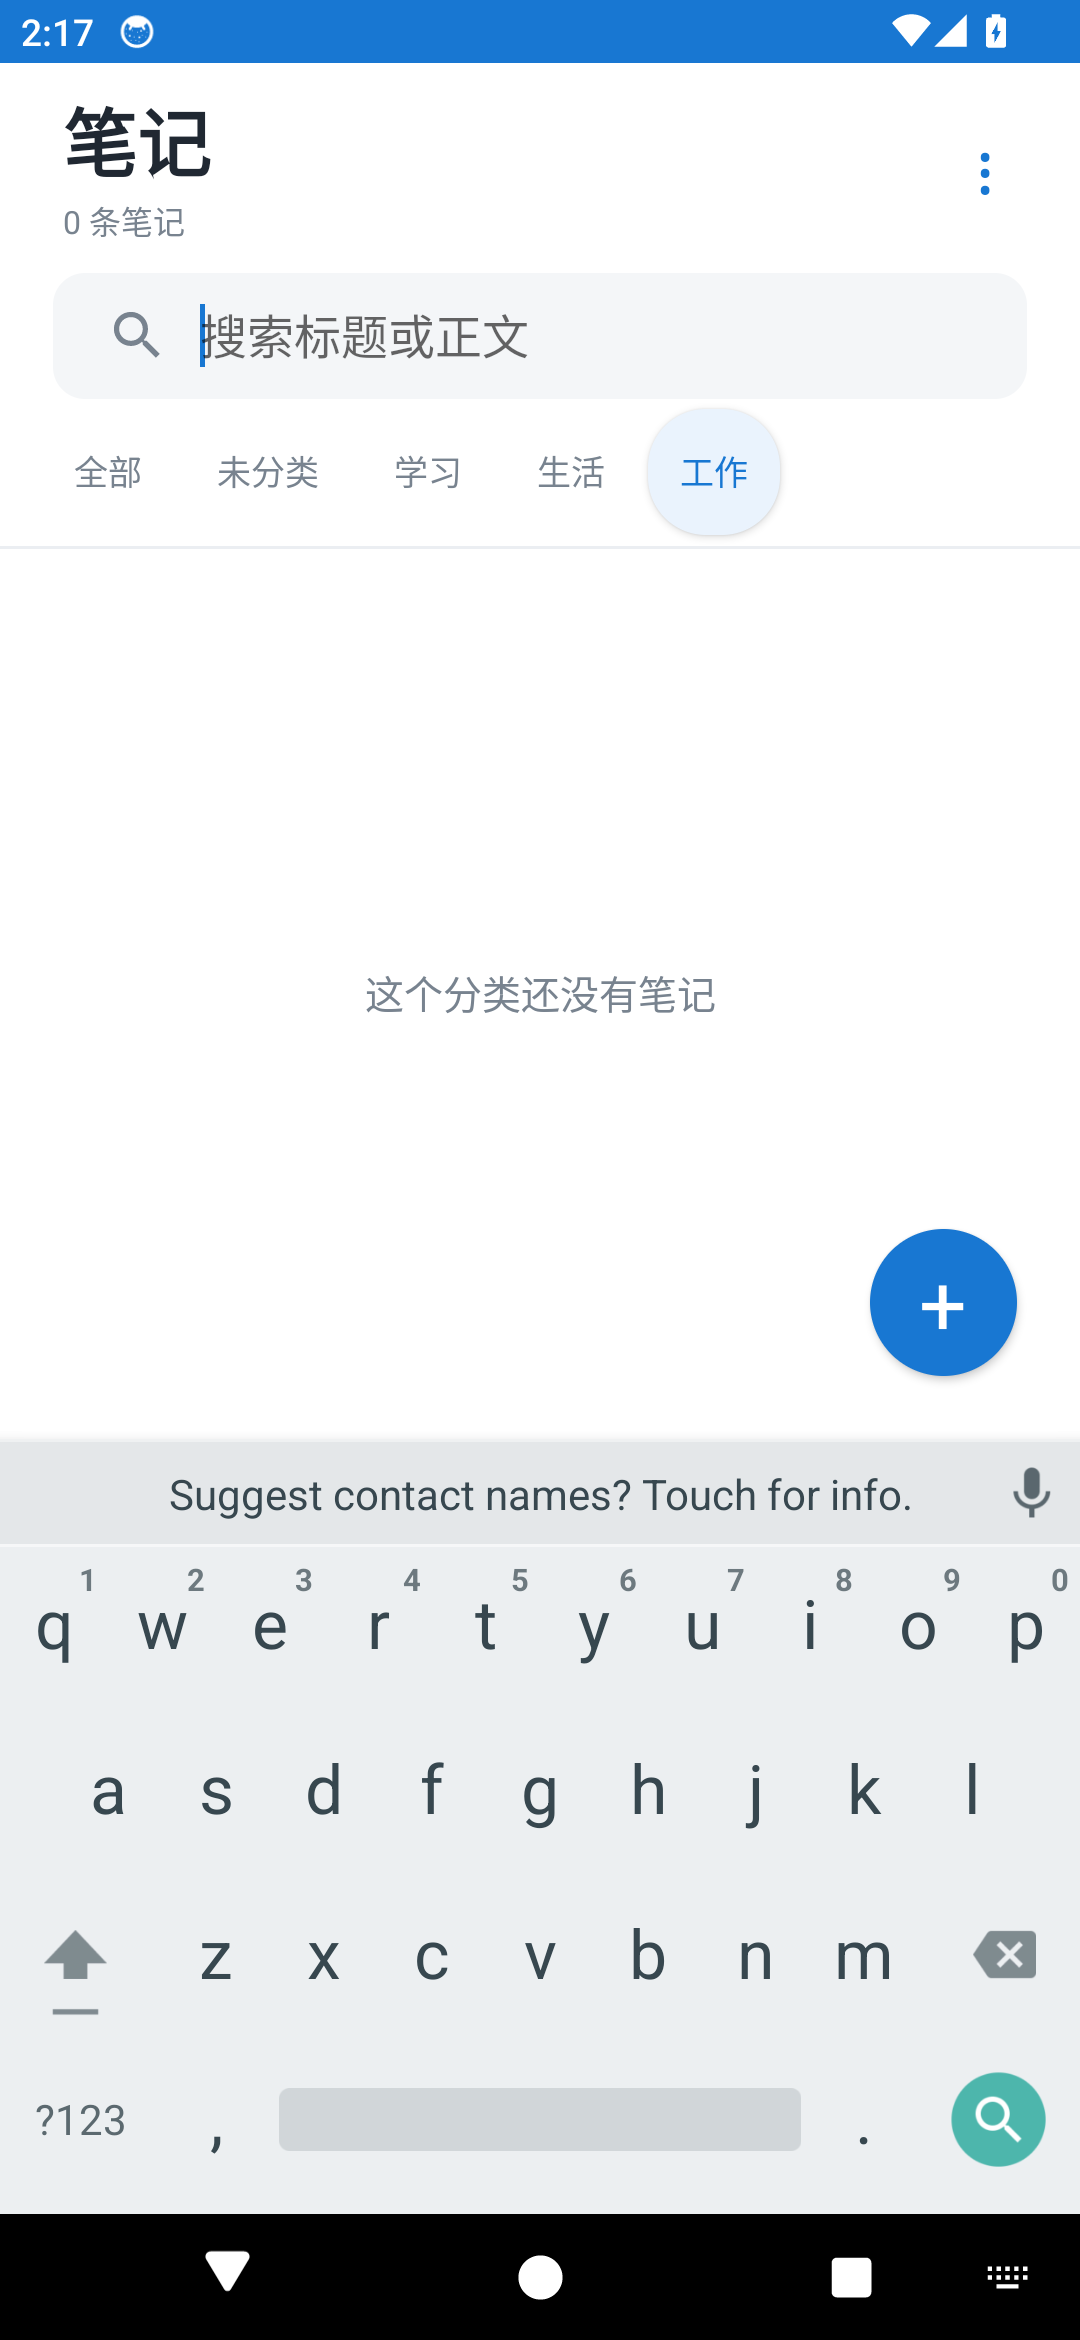 2:17
笔记
0 条笔记
搜索标题或正文
全部 未分类 学习 生活 工作
这个分类还没有笔记
+
Suggest contact names? Touch for info.
1 2 3 4 5 6 7 8 9 0
q w e r t y u i o p
a s d f g h j k l
z x c v b n m
?123 , .